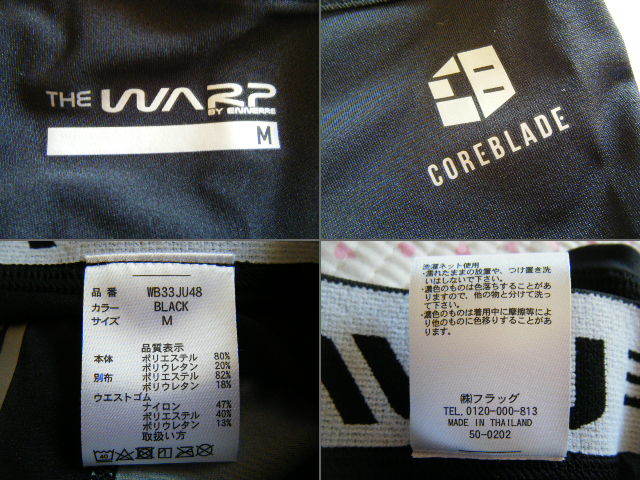 THE WARP
BY ENNERRE
M
COREBLADE
品 番 WB33JU48
カラー BLACK
サイズ M
品質表示
本体 ポリエステル 80%
ポリウレタン 20%
別布 ポリエステル 82%
ポリウレタン 18%
ウエストゴム
ナイロン 47%
ポリエステル 40%
ポリウレタン 13%
取扱い方
洗濯ネット使用
・濡れたままの放置や、つけ置き洗
いはしないで下さい。
・濃色のものは色落ちすることがあ
りますので、他の物と分けて洗っ
て下さい。
・濃色のものは着用中に摩擦等によ
り他のものに色移りすることがあ
ります。
㈱フラッグ
TEL.0120-000-813
MADE IN THAILAND
50-0202